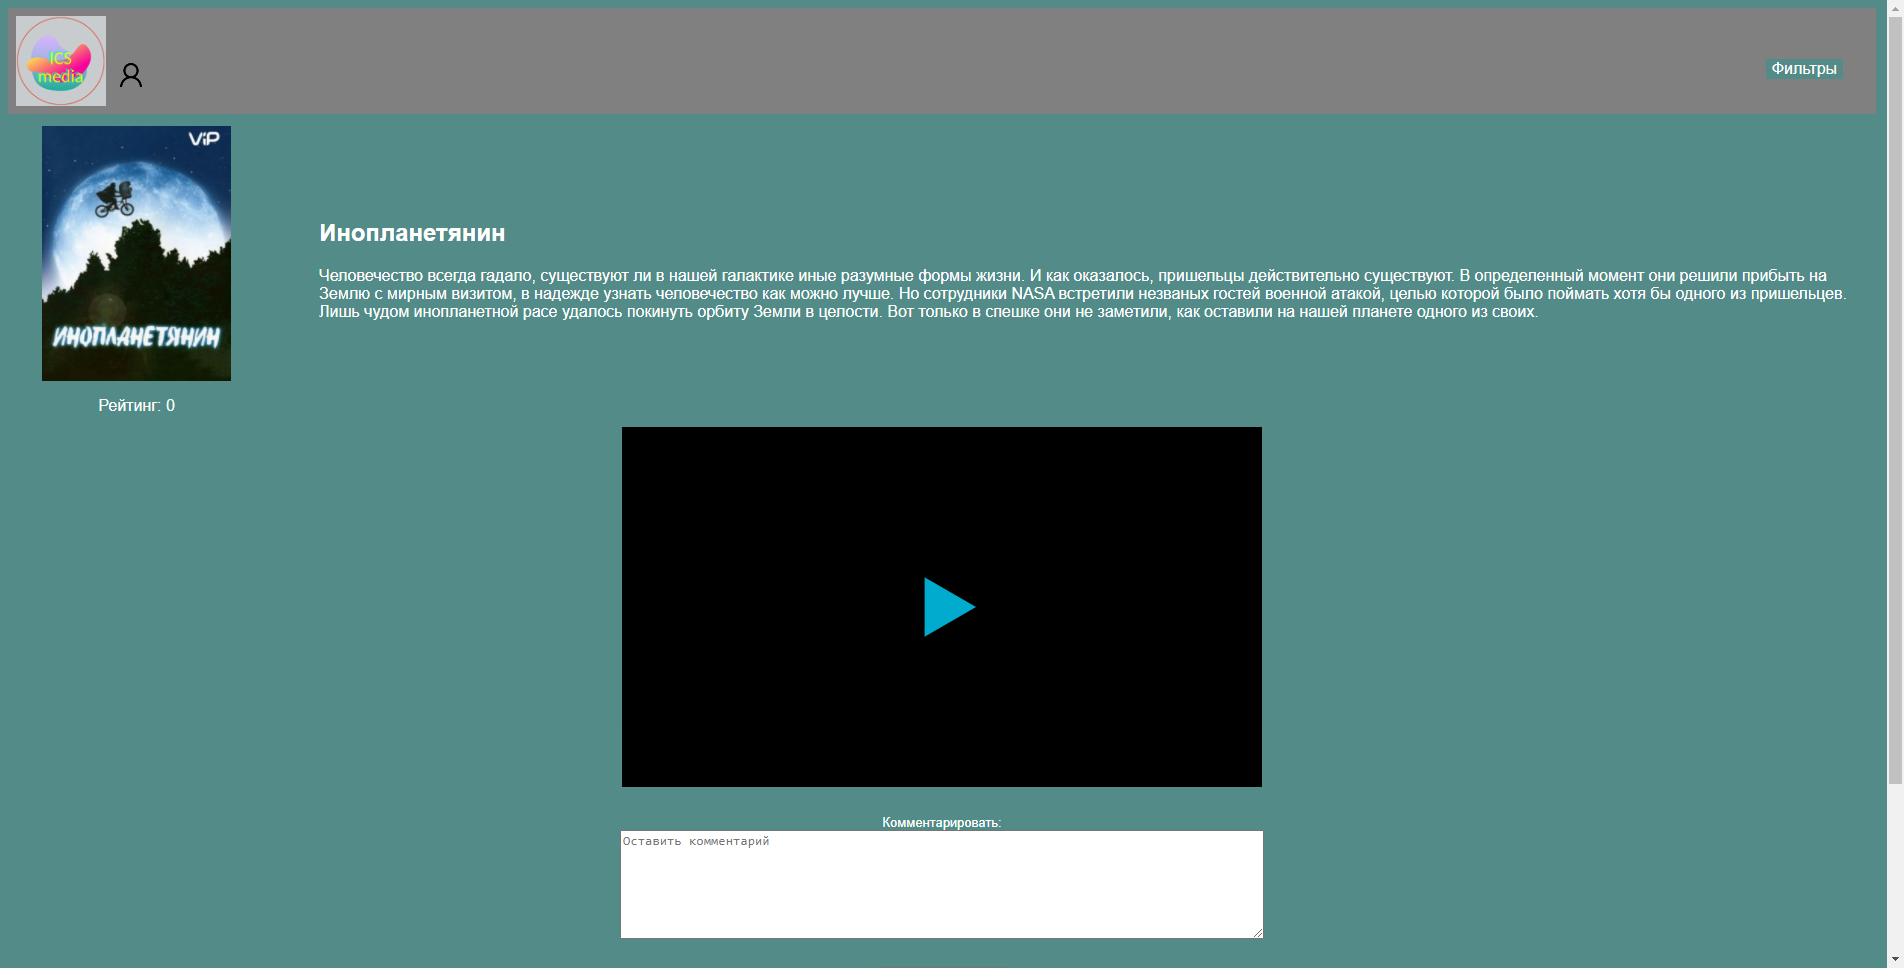 ICS
media
Фильтры
ViP
ИНОПЛАНЕТЯНИН
Инопланетянин
Человечество всегда гадало, существуют ли в нашей галактике иные разумные формы жизни. И как оказалось, пришельцы действительно существуют. В определенный момент они решили прибыть на
Землю с мирным визитом, в надежде узнать человечество как можно лучше. Но сотрудники NASA встретили незваных гостей военной атакой, целью которой было поймать хотя бы одного из пришельцев.
Лишь чудом инопланетной расе удалось покинуть орбиту Земли в целости. Вот только в спешке они не заметили, как оставили на нашей планете одного из своих.
Рейтинг: 0
Комментарировать:
Оставить комментарий